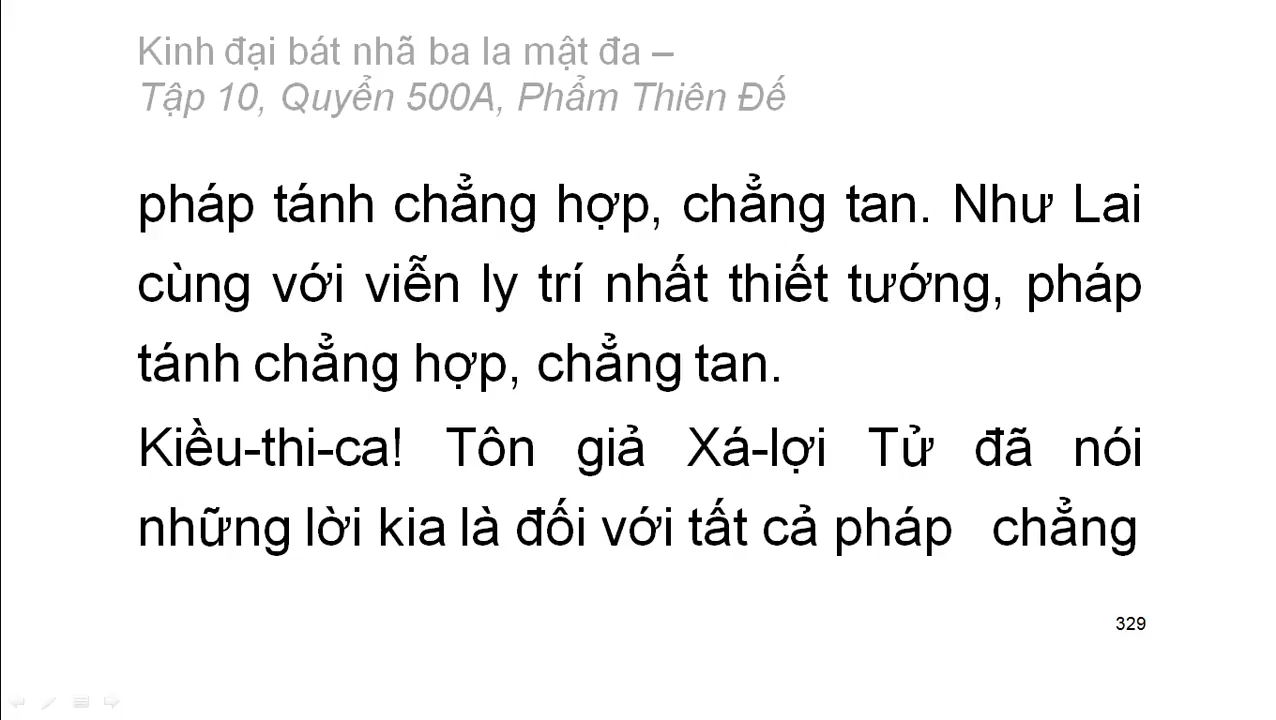 Kinh đại bát nhã ba la mật đa –
Tập 10, Quyển 500A, Phẩm Thiên Đế
pháp tánh chẳng hợp, chẳng tan. Như Lai
cùng với viễn ly trí nhất thiết tướng, pháp
tánh chẳng hợp, chẳng tan.
Kiều-thi-ca! Tôn giả Xá-lợi Tử đã nói
những lời kia là đối với tất cả pháp chẳng
329